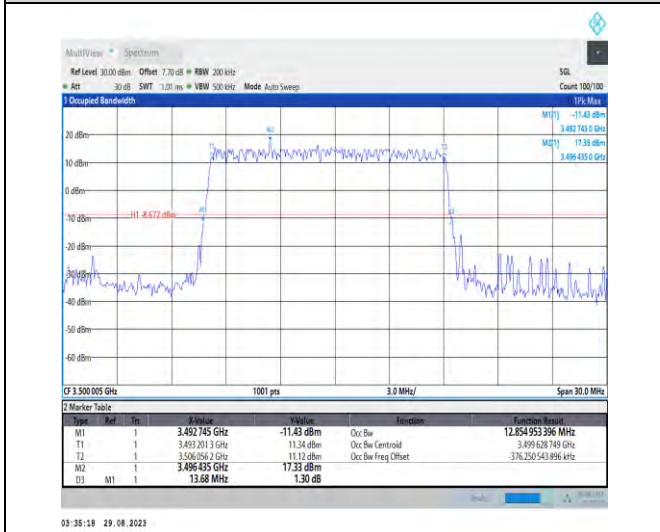 MultiView Spectrum
Ref Level 30.00 dBm Offset 7.70 dB RBW 200 kHz SGL
Att 30 dB SWT 1.01 ms VBW 500 kHz Mode Auto Sweep Count 100/100
1 Occupied Bandwidth 1Pk Max
M1[1] -11.43 dBm
3.492 745 0 GHz
M2[1] 17.33 dBm
3.496 435 0 GHz
20 dBm
M2
T1 T2
10 dBm
0 dBm
M1
H1 -8.672 dBm
-10 dBm
-20 dBm
-30 dBm
-40 dBm
-50 dBm
-60 dBm
CF 3.500 005 GHz 1001 pts 3.0 MHz/ Span 30.0 MHz
2 Marker Table
Type Ref Trc X-Value Y-Value Function Function Result
M1 1 3.492 745 GHz -11.43 dBm Occ Bw 12.854 953 396 MHz
T1 1 3.493 201 3 GHz 11.34 dBm Occ Bw Centroid 3.499 628 749 GHz
T2 1 3.506 056 2 GHz 11.12 dBm Occ Bw Freq Offset -376.250 543 896 kHz
M2 1 3.496 435 GHz 17.33 dBm
D3 M1 1 13.68 MHz 1.30 dB
03:35:18 29.08.2023